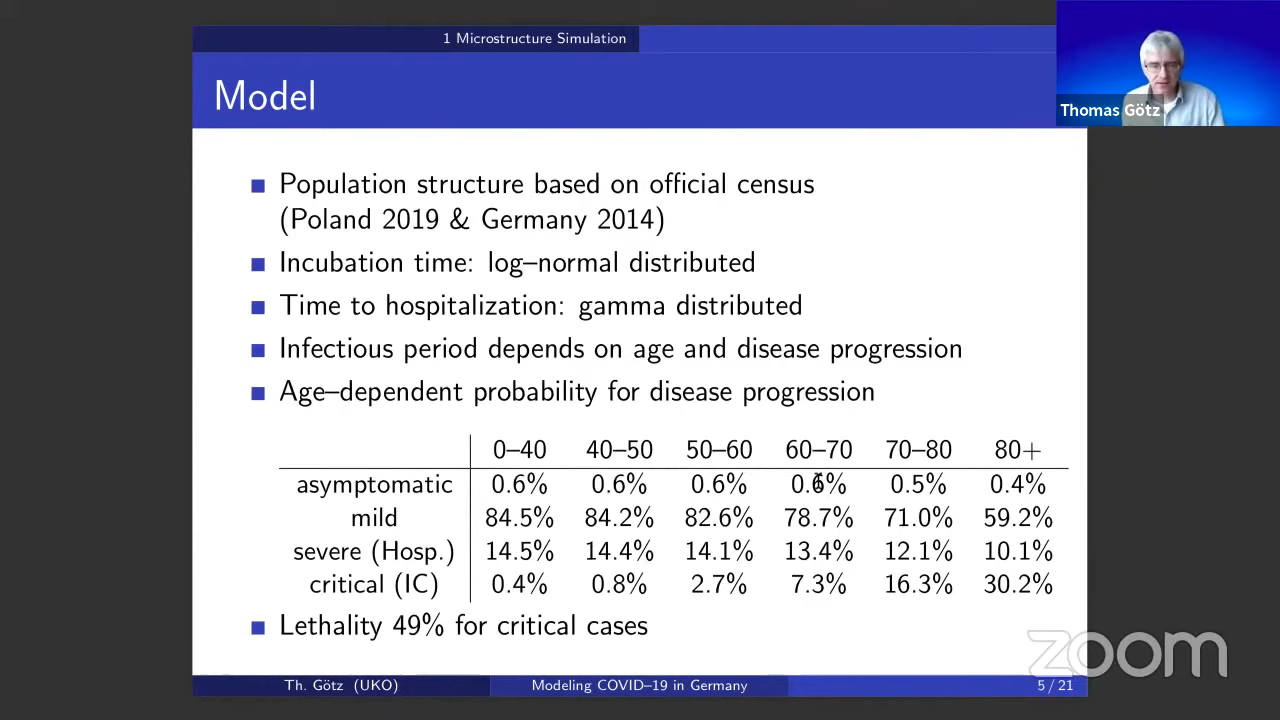 1 Microstructure Simulation
Model
Thomas Götz
■ Population structure based on official census
(Poland 2019 & Germany 2014)
■ Incubation time: log–normal distributed
■ Time to hospitalization: gamma distributed
■ Infectious period depends on age and disease progression
■ Age–dependent probability for disease progression
0–40 40–50 50–60 60–70 70–80 80+
asymptomatic 0.6% 0.6% 0.6% 0.6% 0.5% 0.4%
mild 84.5% 84.2% 82.6% 78.7% 71.0% 59.2%
severe (Hosp.) 14.5% 14.4% 14.1% 13.4% 12.1% 10.1%
critical (IC) 0.4% 0.8% 2.7% 7.3% 16.3% 30.2%
■ Lethality 49% for critical cases
zoom
Th. Götz (UKO) Modeling COVID–19 in Germany 5 / 21